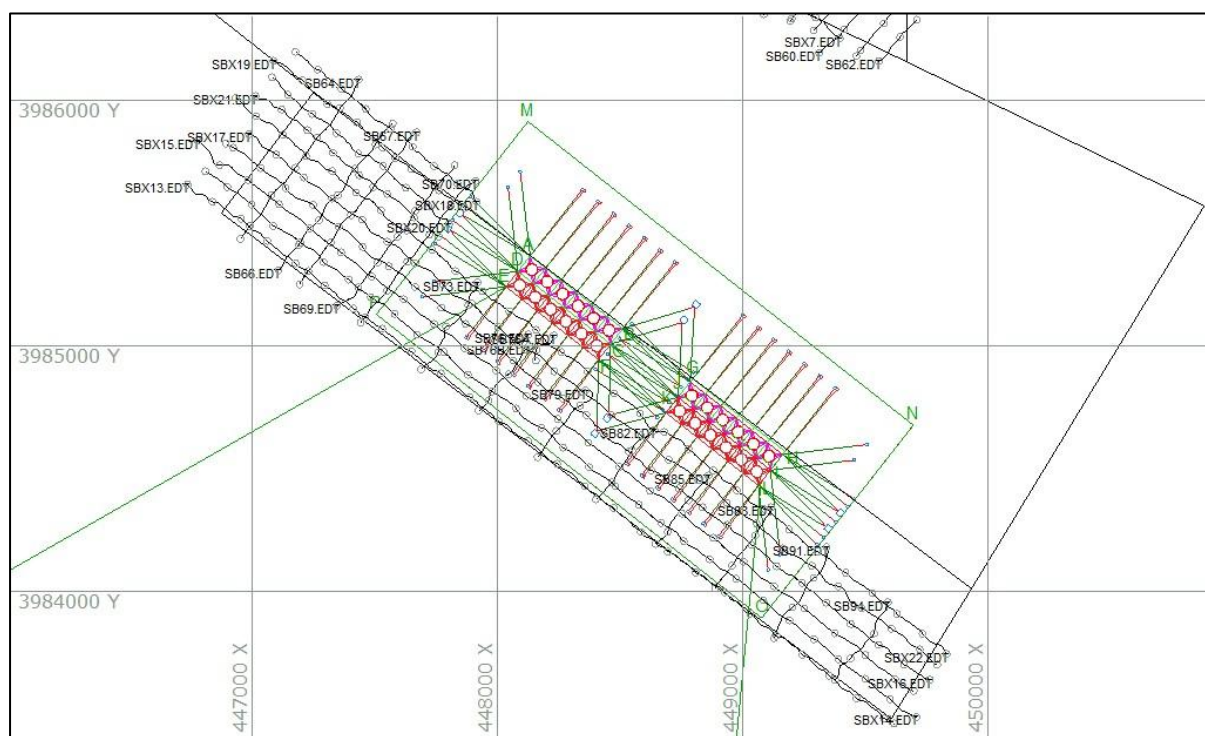 SBX7.EDT
SB60.EDT
SB62.EDT
SBX19.EDT
SB64.EDT
3986000 Y
SBX21.EDT
M
SBX17.EDT
SB67.EDT
SBX15.EDT
SBX13.EDT
SB70.EDT
SBX18.EDT
SBX20.EDT
A
D
E
SB66.EDT
SB73.EDT
SB69.EDT
P
B
C
3985000 Y
SB76B.EDT
F
G
J
K
SB79.EDT
N
SB82.EDT
H
SB85.EDT
L
SB91.EDT
3984000 Y
O
SB94.EDT
447000 X
448000 X
449000 X
450000 X
SBX22.EDT
SBX16.EDT
SBX14.EDT